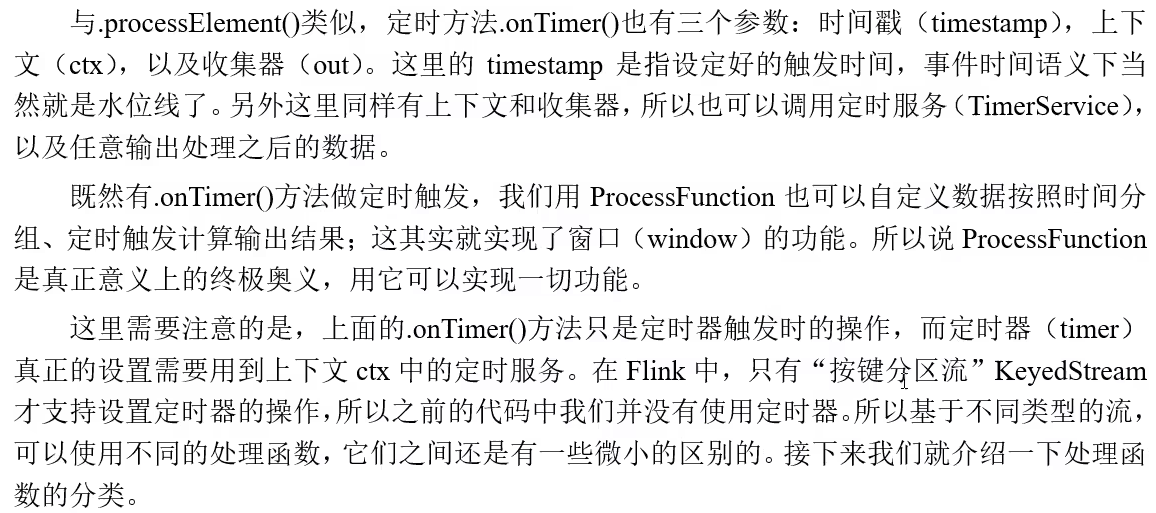 与.processElement()类似，定时方法.onTimer()也有三个参数：时间戳（timestamp），上下
文（ctx），以及收集器（out）。这里的 timestamp 是指设定好的触发时间，事件时间语义下当
然就是水位线了。另外这里同样有上下文和收集器，所以也可以调用定时服务（TimerService），
以及任意输出处理之后的数据。
既然有.onTimer()方法做定时触发，我们用 ProcessFunction 也可以自定义数据按照时间分
组、定时触发计算输出结果；这其实就实现了窗口（window）的功能。所以说 ProcessFunction
是真正意义上的终极奥义，用它可以实现一切功能。
这里需要注意的是，上面的.onTimer()方法只是定时器触发时的操作，而定时器（timer）
真正的设置需要用到上下文 ctx 中的定时服务。在 Flink 中，只有“按键分区流”KeyedStream
才支持设置定时器的操作，所以之前的代码中我们并没有使用定时器。所以基于不同类型的流，
可以使用不同的处理函数，它们之间还是有一些微小的区别的。接下来我们就介绍一下处理函
数的分类。